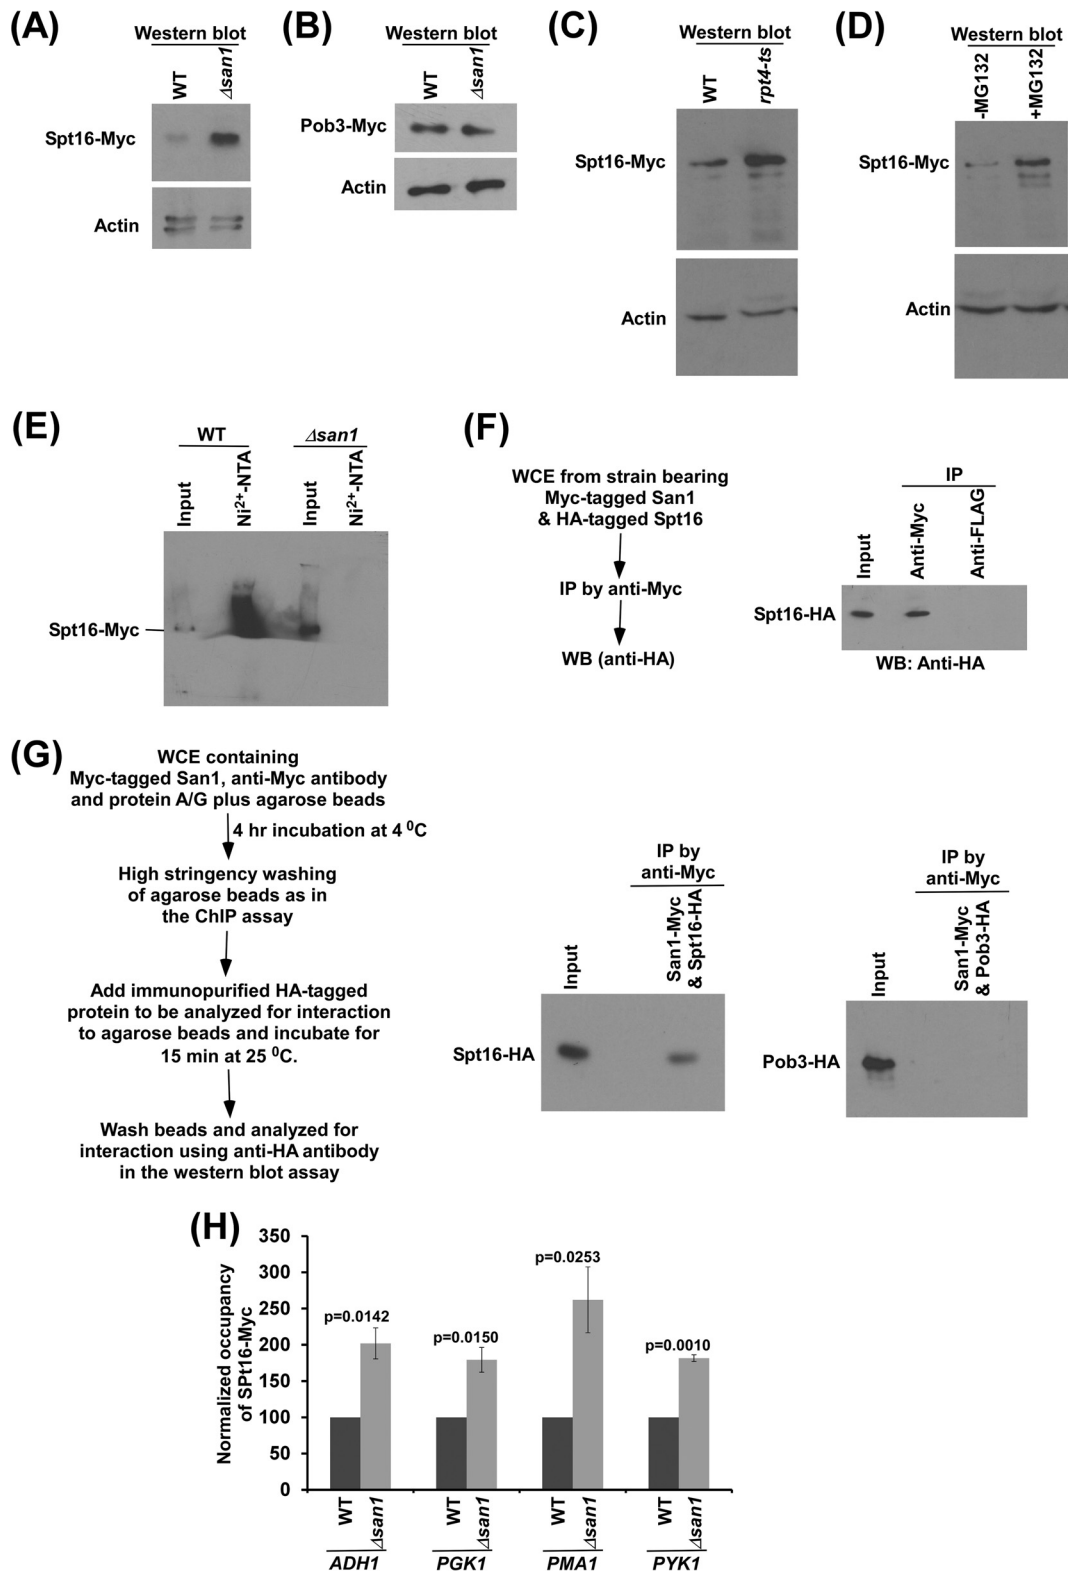 (A)
Western blot
WT
Δsan1
Spt16-Myc
Actin
(B)
Western blot
WT
Δsan1
Pob3-Myc
Actin
(C)
Western blot
WT
rpt4-ts
Spt16-Myc
Actin
(D)
Western blot
-MG132
+MG132
Spt16-Myc
Actin
(E)
WT
Δsan1
Input
Ni2+-NTA
Input
Ni2+-NTA
Spt16-Myc
(F)
WCE from strain bearing
Myc-tagged San1
& HA-tagged Spt16
IP by anti-Myc
WB (anti-HA)
IP
Input
Anti-Myc
Anti-FLAG
Spt16-HA
WB: Anti-HA
(G)
WCE containing
Myc-tagged San1, anti-Myc antibody
and protein A/G plus agarose beads
4 hr incubation at 4 0C
High stringency washing
of agarose beads as in
the ChIP assay
Add immunopurified HA-tagged
protein to be analyzed for interaction
to agarose beads and incubate for
15 min at 25 0C.
Wash beads and analyzed for
interaction using anti-HA antibody
in the western blot assay
IP by
anti-Myc
Input
San1-Myc
& Spt16-HA
Spt16-HA
IP by
anti-Myc
Input
San1-Myc
& Pob3-HA
Pob3-HA
(H)
Normalized occupancy
of SPt16-Myc
350
300
250
200
150
100
50
0
p=0.0142
p=0.0150
p=0.0253
p=0.0010
WT
Δsan1
WT
Δsan1
WT
Δsan1
WT
Δsan1
ADH1
PGK1
PMA1
PYK1